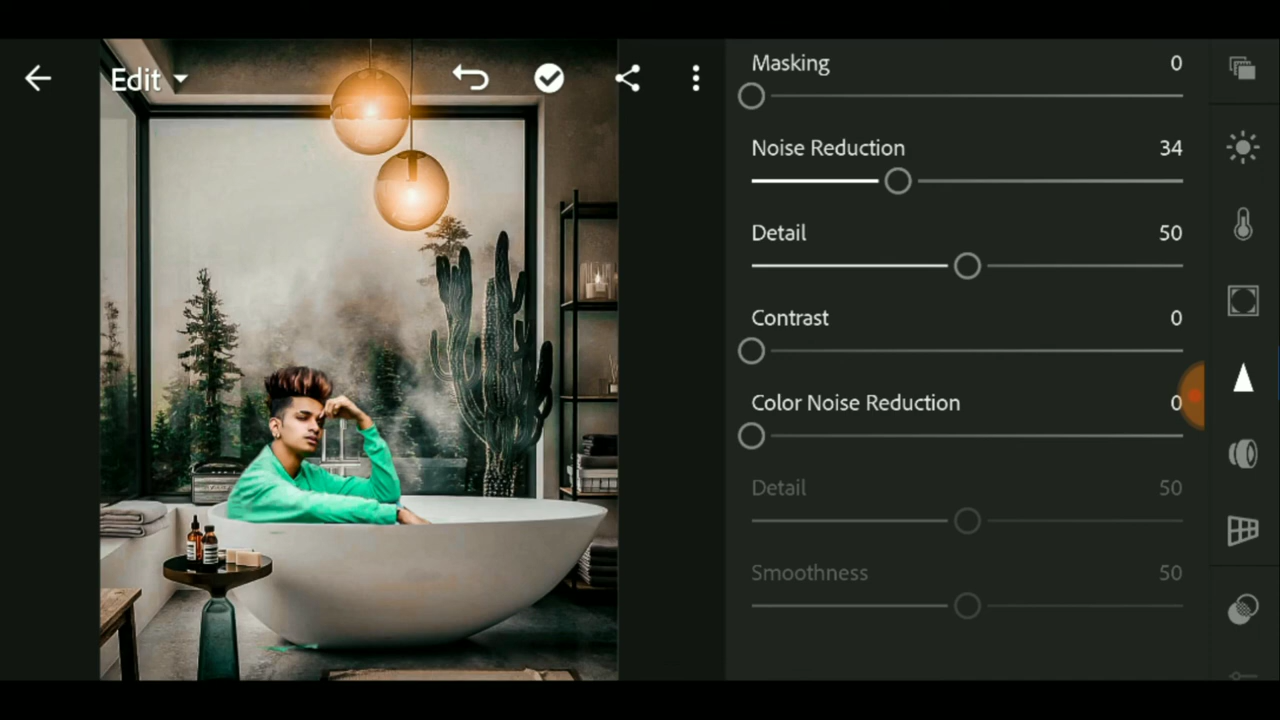 Edit
Masking 0
Noise Reduction 34
Detail 50
Contrast 0
Color Noise Reduction 0
Detail 50
Smoothness 50